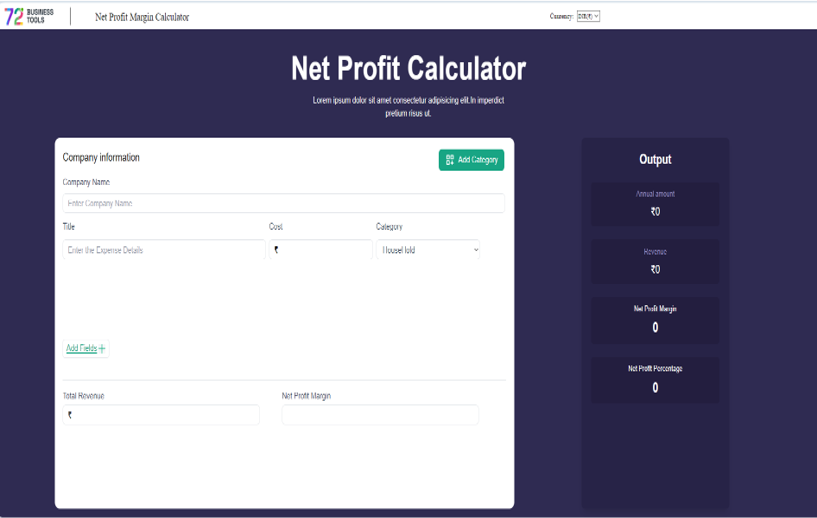 72 BUSINESS
TOOLS
Net Profit Margin Calculator
Currency:
Net Profit Calculator
Lorem ipsum dolor sit amet consectetur adipisicing elit.In imperdict
pretium risus ut.
Company information
Add Category
Company Name
Enter Company Name
Title
Cost
Category
Enter the Expense Details
₹
HouseHold
Add Fields+
Total Revenue
Net Profit Margin
₹
Output
Annual amount
₹0
Revenue
₹0
Net Profit Margin
0
Net Profit Percentage
0